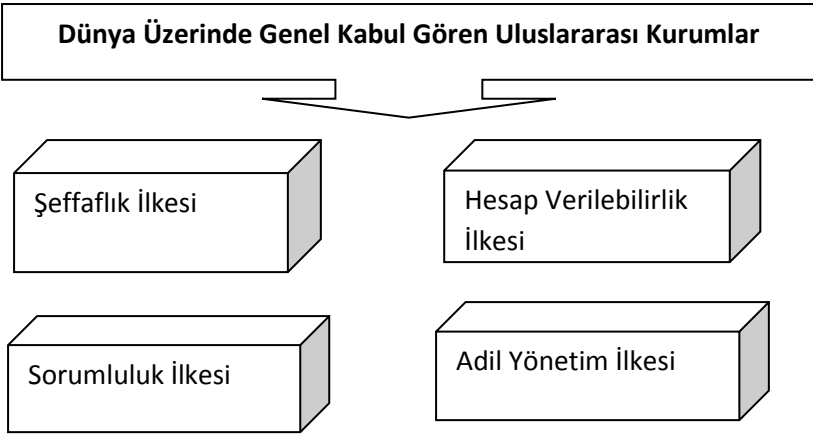 Dünya Üzerinde Genel Kabul Gören Uluslararası Kurumlar
Şeffaflık İlkesi
Hesap Verilebilirlik
İlkesi
Sorumluluk İlkesi
Adil Yönetim İlkesi